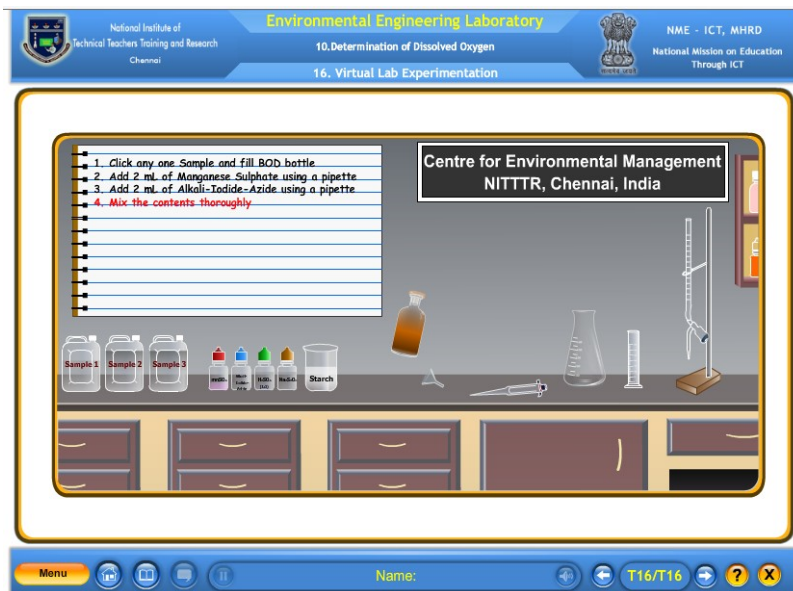 National Institute of
Technical Teachers Training and Research
Chennai
Environmental Engineering Laboratory
10.Determination of Dissolved Oxygen
16. Virtual Lab Experimentation
NME - ICT, MHRD
National Mission on Education
Through ICT
1. Click any one Sample and fill BOD bottle
2. Add 2 mL of Manganese Sulphate using a pipette
3. Add 2 mL of Alkali-Iodide-Azide using a pipette
4. Mix the contents thoroughly
Centre for Environmental Management
NITTTR, Chennai, India
Sample 1
Sample 2
Sample 3
Starch
Menu
Name:
T16/T16
?
X